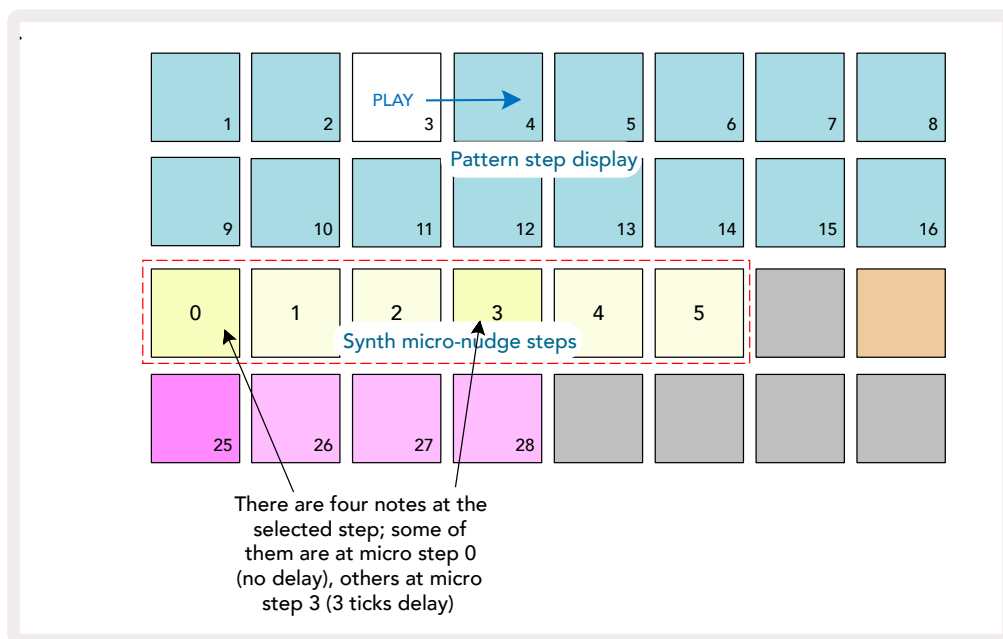 PLAY
1 2 3 4 5 6 7 8
Pattern step display
9 10 11 12 13 14 15 16
0 1 2 3 4 5
Synth micro-nudge steps
25 26 27 28
There are four notes at the
selected step; some of
them are at micro step 0
(no delay), others at micro
step 3 (3 ticks delay)